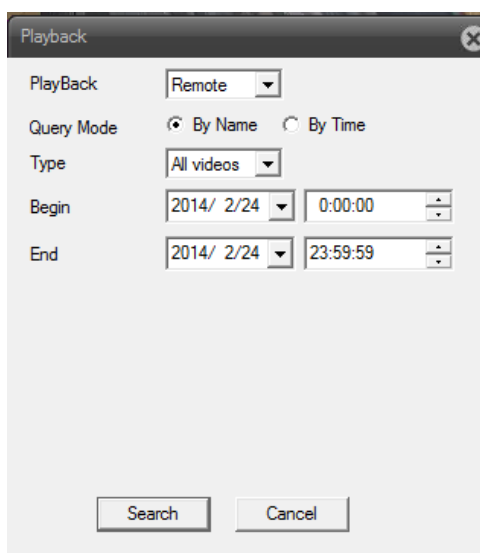 Playback
PlayBack Remote
Query Mode By Name By Time
Type All videos
Begin 2014/ 2/24 0:00:00
End 2014/ 2/24 23:59:59
Search Cancel